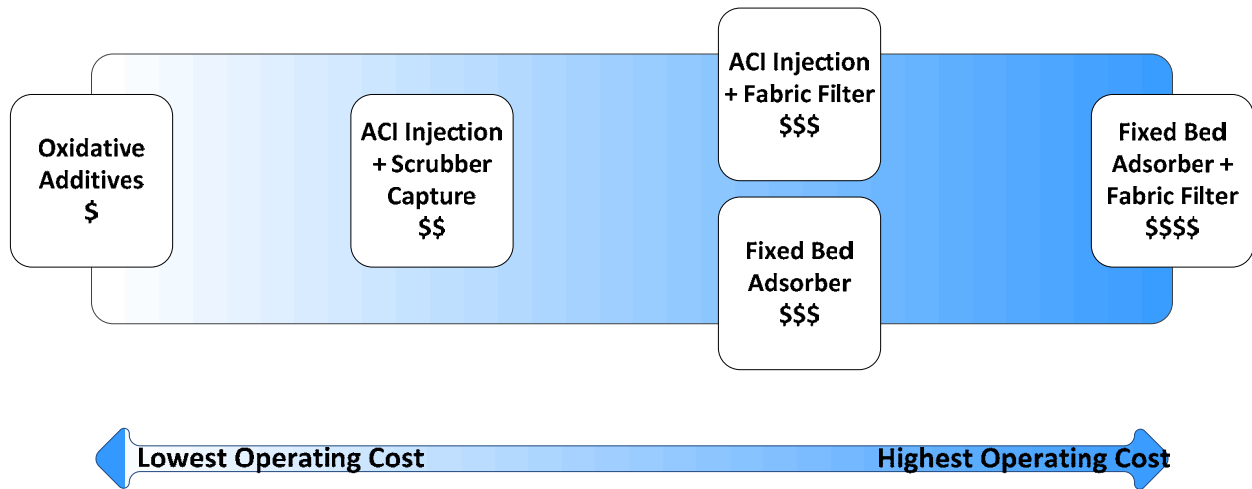 Oxidative
Additives
$
ACI Injection
+ Scrubber
Capture
$$
ACI Injection
+ Fabric Filter
$$$
Fixed Bed
Adsorber
$$$
Fixed Bed
Adsorber +
Fabric Filter
$$$$
Lowest Operating Cost
Highest Operating Cost